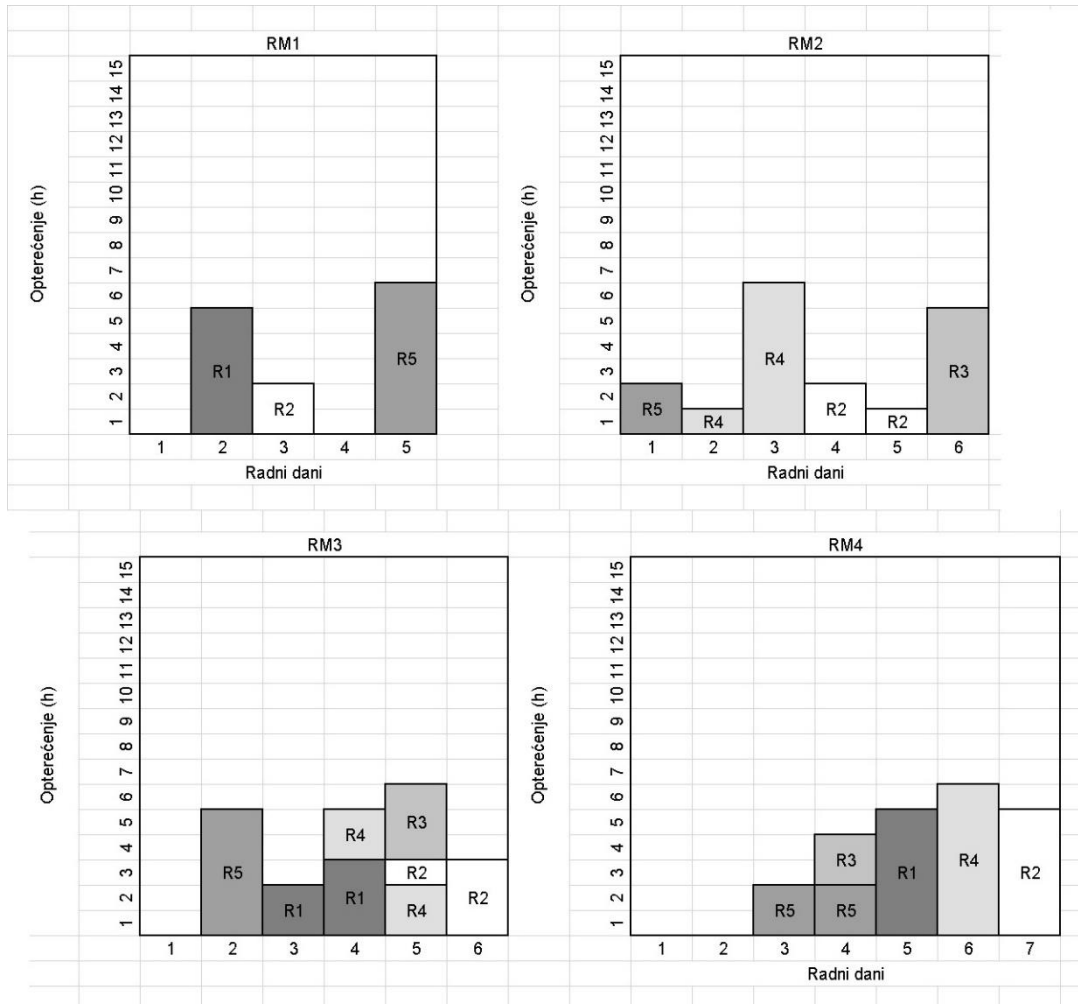 RM1
Opterećenje (h)
15
14
13
12
11
10
9
8
7
6
5
4
3
2
1
R1
R2
R5
1 2 3 4 5
Radni dani
RM2
Opterećenje (h)
15
14
13
12
11
10
9
8
7
6
5
4
3
2
1
R5
R4
R4
R2
R2
R3
1 2 3 4 5 6
Radni dani
RM3
Opterećenje (h)
15
14
13
12
11
10
9
8
7
6
5
4
3
2
1
R5
R1
R4
R1
R3
R2
R4
R2
1 2 3 4 5 6
RM4
Opterećenje (h)
15
14
13
12
11
10
9
8
7
6
5
4
3
2
1
R5
R3
R5
R1
R4
R2
1 2 3 4 5 6 7
Radni dani